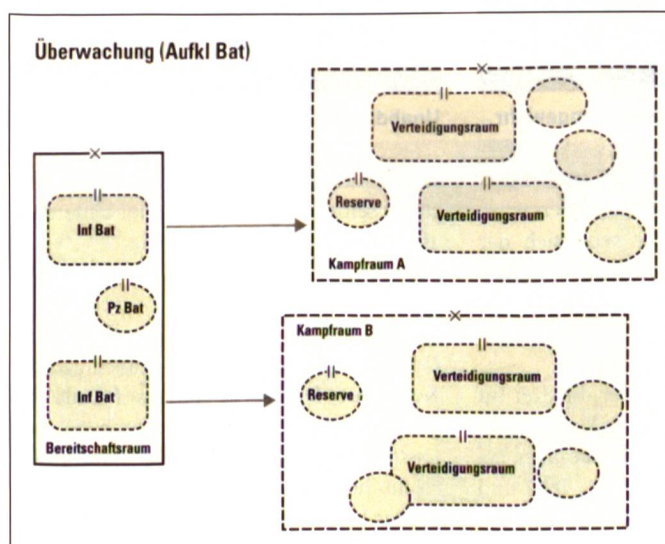 Überwachung (Aufkl Bat)
Inf Bat
Pz Bat
Inf Bat
Bereitschaftsraum
Verteidigungsraum
Reserve
Verteidigungsraum
Kampfraum A
Kampfraum B
Reserve
Verteidigungsraum
Verteidigungsraum